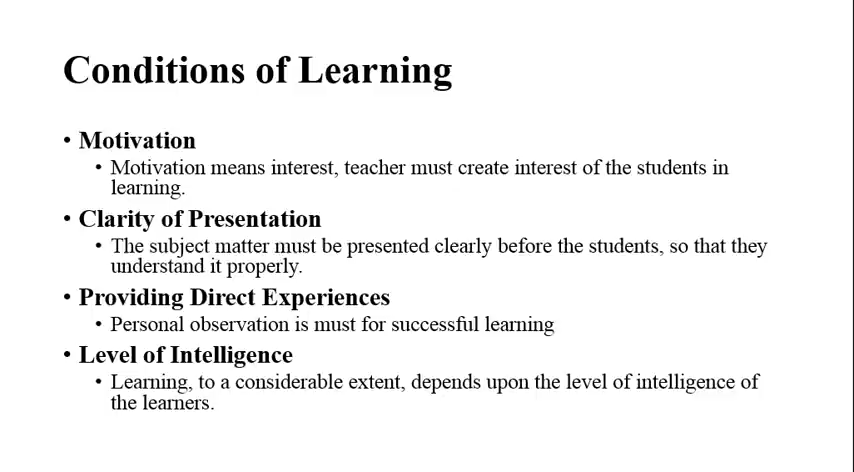 Conditions of Learning
• Motivation
• Motivation means interest, teacher must create interest of the students in
learning.
• Clarity of Presentation
• The subject matter must be presented clearly before the students, so that they
understand it properly.
• Providing Direct Experiences
• Personal observation is must for successful learning
• Level of Intelligence
• Learning, to a considerable extent, depends upon the level of intelligence of
the learners.